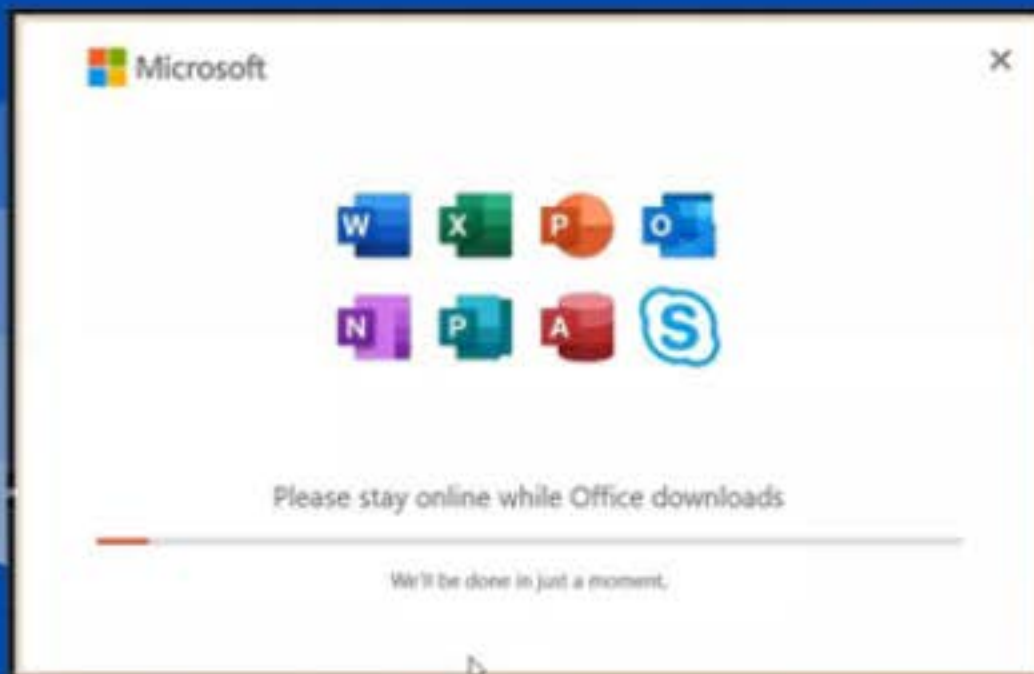 Microsoft
W X P O
N P A S
Please stay online while Office downloads
We'll be done in just a moment.